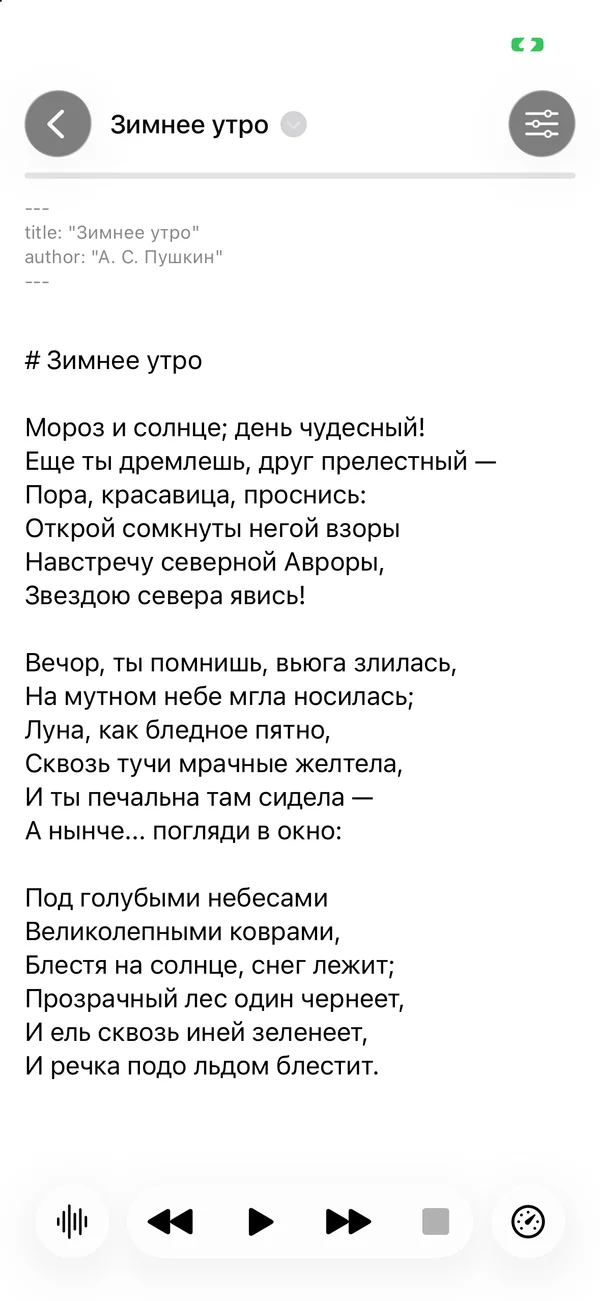 Зимнее утро
---
title: "Зимнее утро"
author: "А. С. Пушкин"
---
# Зимнее утро
Мороз и солнце; день чудесный!
Еще ты дремлешь, друг прелестный —
Пора, красавица, проснись:
Открой сомкнуты негой взоры
Навстречу северной Авроры,
Звездою севера явись!
Вечор, ты помнишь, вьюга злилась,
На мутном небе мгла носилась;
Луна, как бледное пятно,
Сквозь тучи мрачные желтела,
И ты печальна там сидела —
А нынче... погляди в окно:
Под голубыми небесами
Великолепными коврами,
Блестя на солнце, снег лежит;
Прозрачный лес один чернеет,
И ель сквозь иней зеленеет,
И речка подо льдом блестит.